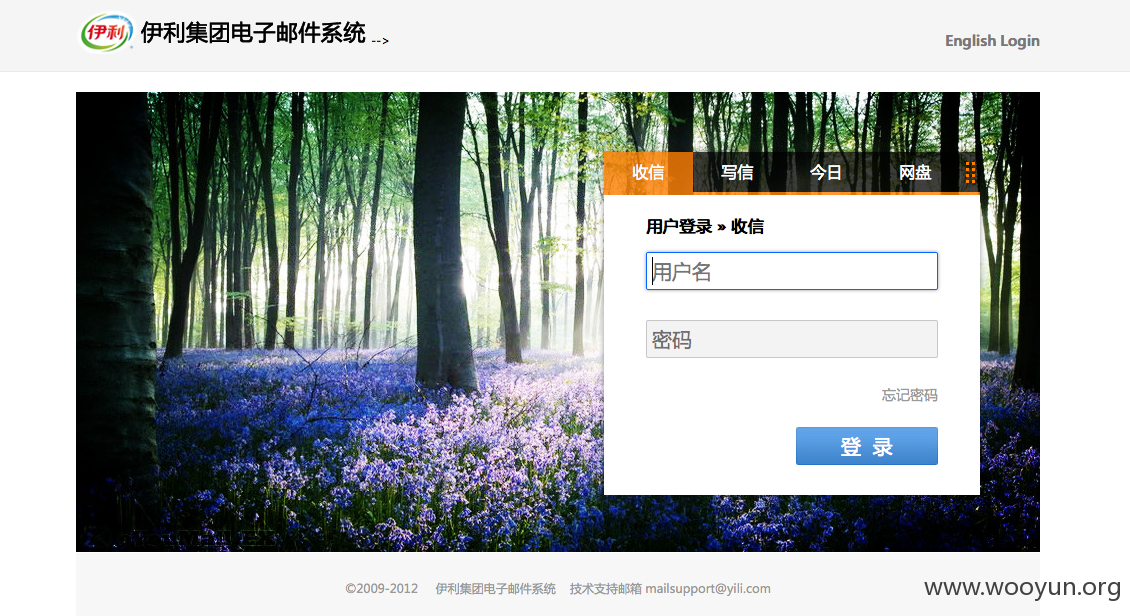 伊利 伊利集团电子邮件系统 -->
English Login
收信 写信 今日 网盘
用户登录 » 收信
用户名
密码
忘记密码
登 录
©2009-2012 伊利集团电子邮件系统 技术支持邮箱 mailsupport@yili.com
www.wooyun.org